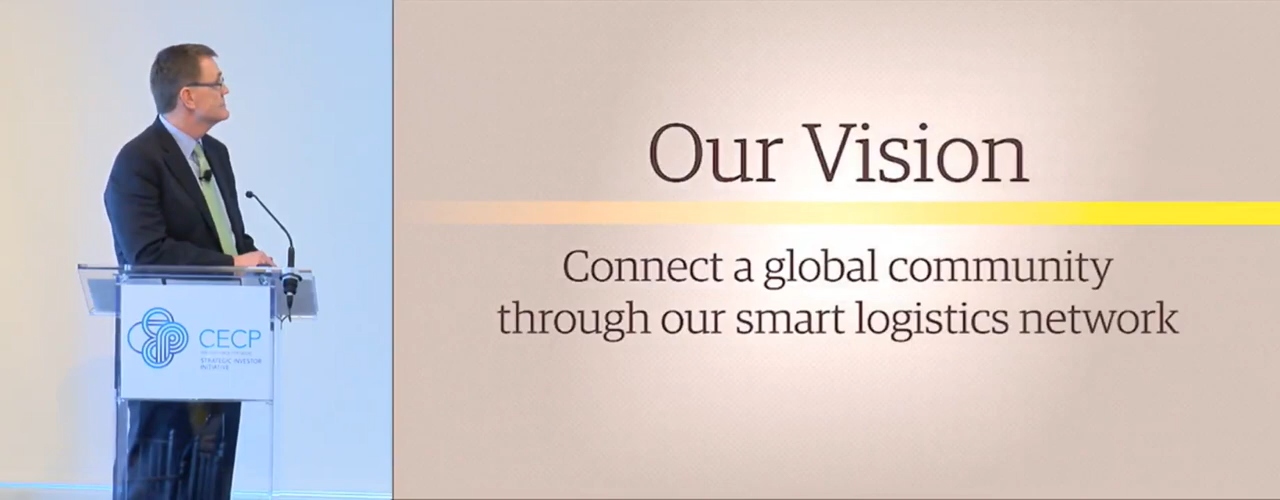 Our Vision
Connect a global community
through our smart logistics network
CECP
STRATEGIC INVESTOR
INITIATIVE